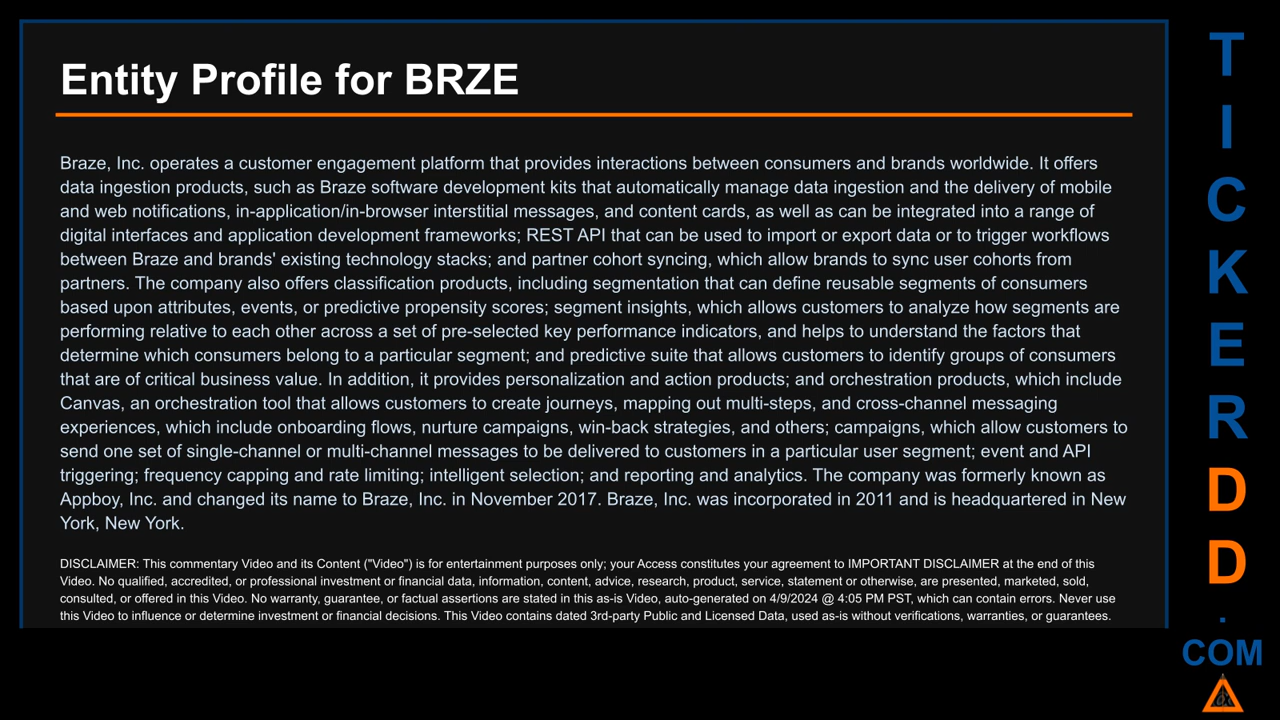 Entity Profile for BRZE
Braze, Inc. operates a customer engagement platform that provides interactions between consumers and brands worldwide. It offers
data ingestion products, such as Braze software development kits that automatically manage data ingestion and the delivery of mobile
and web notifications, in-application/in-browser interstitial messages, and content cards, as well as can be integrated into a range of
digital interfaces and application development frameworks; REST API that can be used to import or export data or to trigger workflows
between Braze and brands' existing technology stacks; and partner cohort syncing, which allow brands to sync user cohorts from
partners. The company also offers classification products, including segmentation that can define reusable segments of consumers
based upon attributes, events, or predictive propensity scores; segment insights, which allows customers to analyze how segments are
performing relative to each other across a set of pre-selected key performance indicators, and helps to understand the factors that
determine which consumers belong to a particular segment; and predictive suite that allows customers to identify groups of consumers
that are of critical business value. In addition, it provides personalization and action products; and orchestration products, which include
Canvas, an orchestration tool that allows customers to create journeys, mapping out multi-steps, and cross-channel messaging
experiences, which include onboarding flows, nurture campaigns, win-back strategies, and others; campaigns, which allow customers to
send one set of single-channel or multi-channel messages to be delivered to customers in a particular user segment; event and API
triggering; frequency capping and rate limiting; intelligent selection; and reporting and analytics. The company was formerly known as
Appboy, Inc. and changed its name to Braze, Inc. in November 2017. Braze, Inc. was incorporated in 2011 and is headquartered in New
York, New York.
DISCLAIMER: This commentary Video and its Content ("Video") is for entertainment purposes only; your Access constitutes your agreement to IMPORTANT DISCLAIMER at the end of this
Video. No qualified, accredited, or professional investment or financial data, information, content, advice, research, product, service, statement or otherwise, are presented, marketed, sold,
consulted, or offered in this Video. No warranty, guarantee, or factual assertions are stated in this as-is Video, auto-generated on 4/9/2024 @ 4:05 PM PST, which can contain errors. Never use
this Video to influence or determine investment or financial decisions. This Video contains dated 3rd-party Public and Licensed Data, used as-is without verifications, warranties, or guarantees.
T
I
C
K
E
R
D
D
.
COM